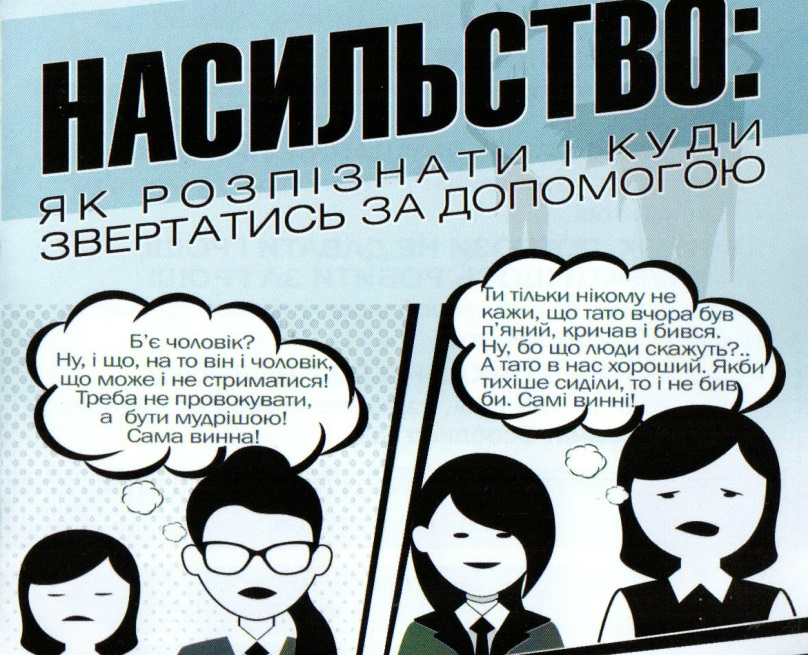 НАСИЛЬСТВО:
ЯК РОЗПІЗНАТИ І КУДИ
ЗВЕРТАТИСЬ ЗА ДОПОМОГОЮ
Б'є чоловік?
Ну, і що, на то він і чоловік,
що може і не стриматися!
Треба не провокувати,
а бути мудрішою!
Сама винна!
Ти тільки нікому не
кажи, що тато вчора був
п'яний, кричав і бився.
Ну, бо що люди скажуть?..
А тато в нас хороший. Якби
тихіше сиділи, то і не бив
би. Самі винні!